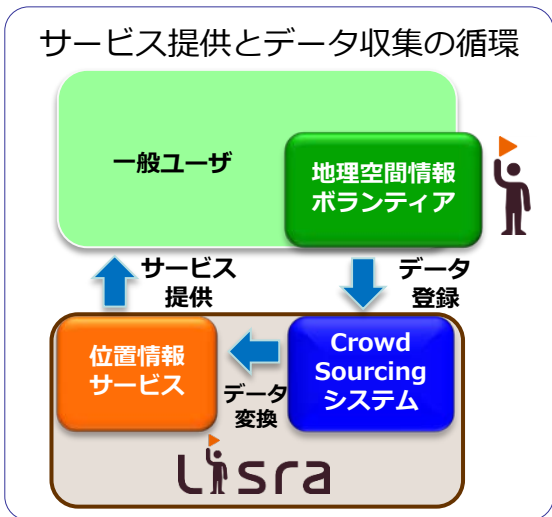 サービス提供とデータ収集の循環
一般ユーザ
地理空間情報
ボランティア
サービス
提供
データ
登録
位置情報
サービス
データ
変換
Crowd
Sourcing
システム
Lisra